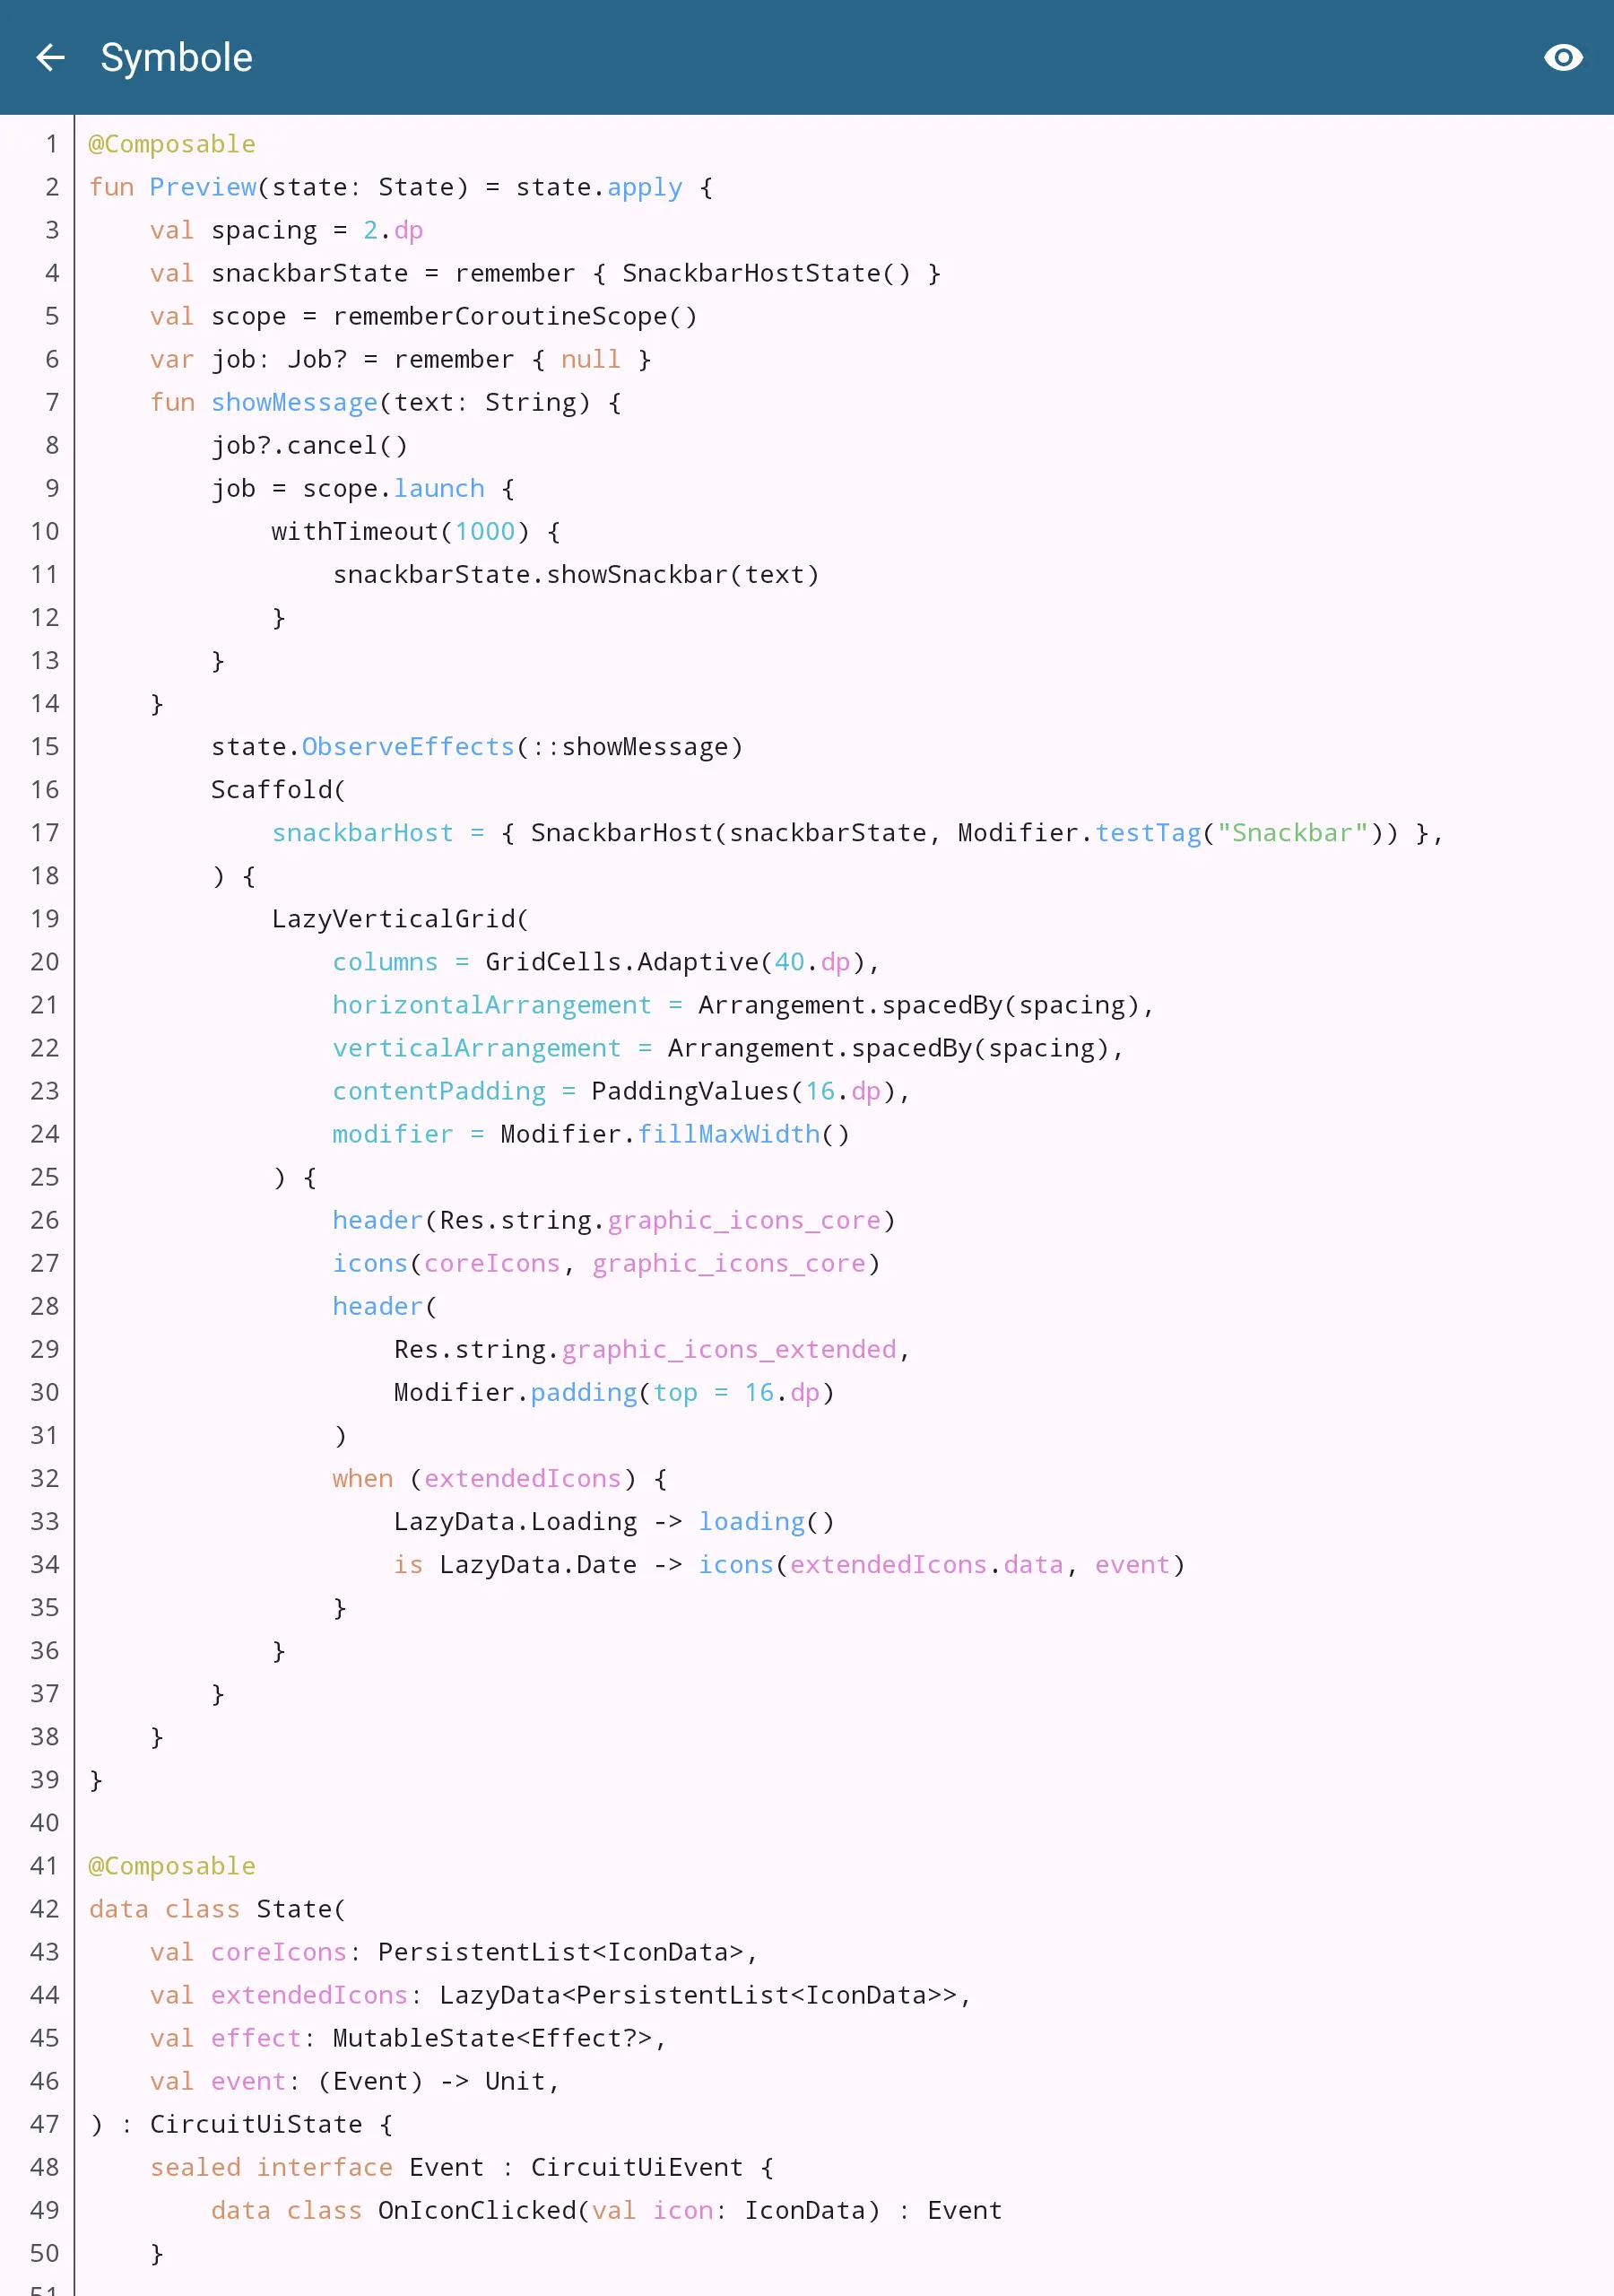 Symbole
1 @Composable
2 fun Preview(state: State) = state.apply {
3     val spacing = 2.dp
4     val snackbarState = remember { SnackbarHostState() }
5     val scope = rememberCoroutineScope()
6     var job: Job? = remember { null }
7     fun showMessage(text: String) {
8         job?.cancel()
9         job = scope.launch {
10             withTimeout(1000) {
11                 snackbarState.showSnackbar(text)
12             }
13         }
14     }
15         state.ObserveEffects(::showMessage)
16         Scaffold(
17             snackbarHost = { SnackbarHost(snackbarState, Modifier.testTag("Snackbar")) },
18         ) {
19             LazyVerticalGrid(
20                 columns = GridCells.Adaptive(40.dp),
21                 horizontalArrangement = Arrangement.spacedBy(spacing),
22                 verticalArrangement = Arrangement.spacedBy(spacing),
23                 contentPadding = PaddingValues(16.dp),
24                 modifier = Modifier.fillMaxWidth()
25             ) {
26                 header(Res.string.graphic_icons_core)
27                 icons(coreIcons, graphic_icons_core)
28                 header(
29                     Res.string.graphic_icons_extended,
30                     Modifier.padding(top = 16.dp)
31                 )
32                 when (extendedIcons) {
33                     LazyData.Loading -> loading()
34                     is LazyData.Date -> icons(extendedIcons.data, event)
35                 }
36             }
37         }
38     }
39 }
40
41 @Composable
42 data class State(
43     val coreIcons: PersistentList<IconData>,
44     val extendedIcons: LazyData<PersistentList<IconData>>,
45     val effect: MutableState<Effect?>,
46     val event: (Event) -> Unit,
47 ) : CircuitUiState {
48     sealed interface Event : CircuitUiEvent {
49         data class OnIconClicked(val icon: IconData) : Event
50     }
51